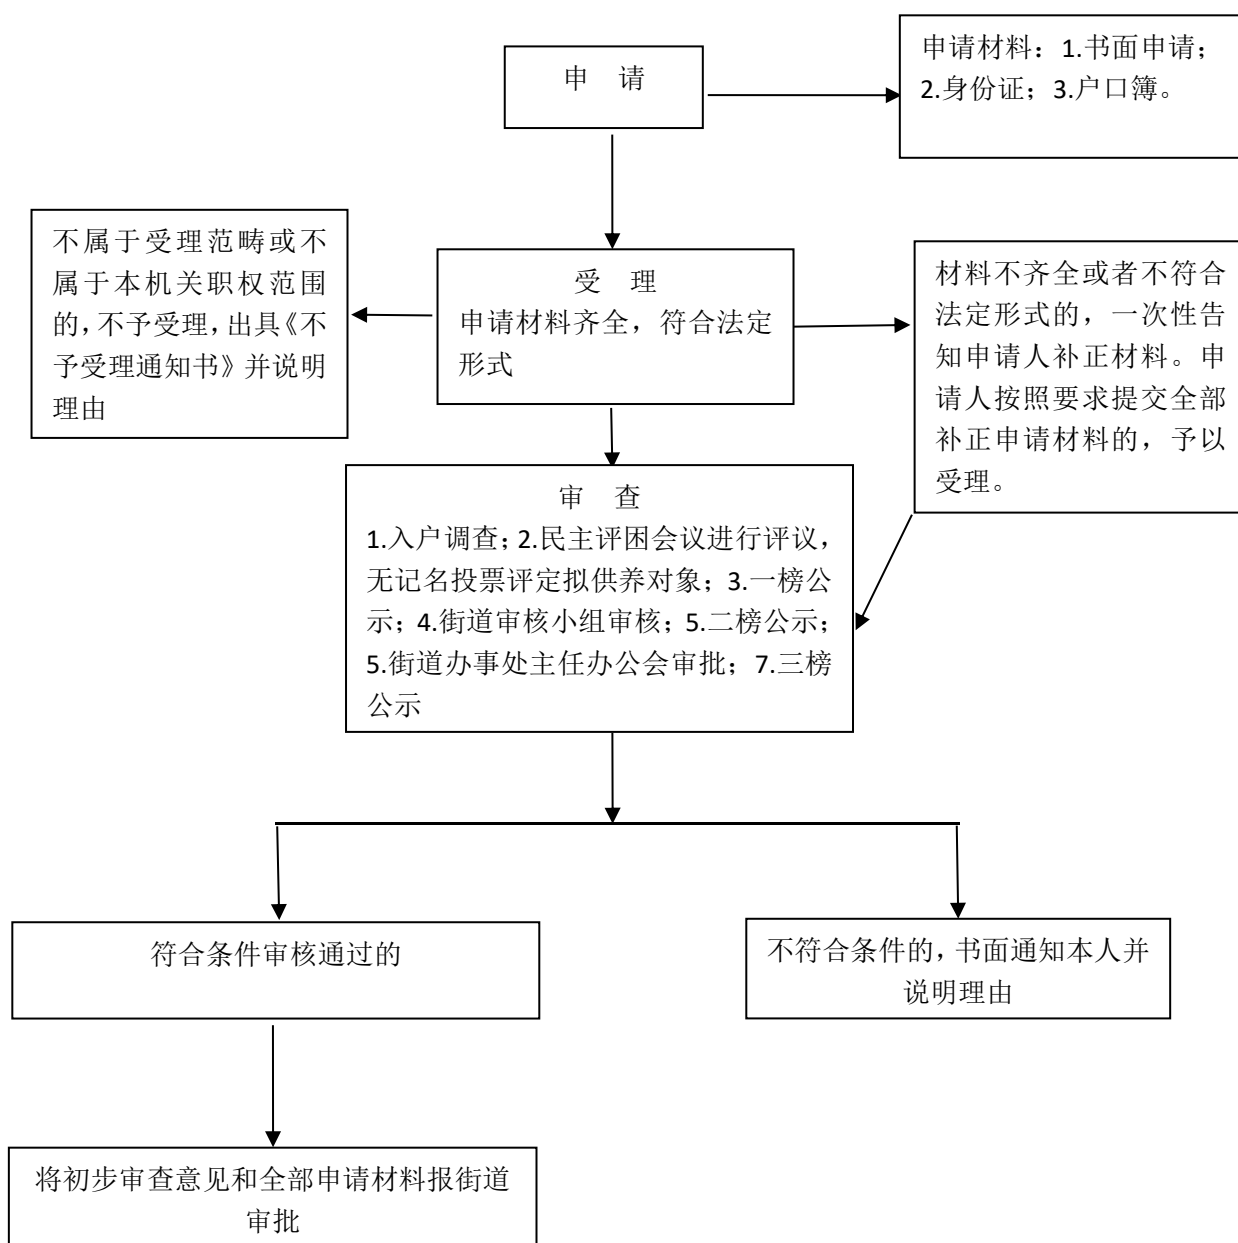 申 请
申请材料：1.书面申请；
2.身份证；3.户口簿。
不属于受理范畴或不
属于本机关职权范围
的，不予受理，出具《不
予受理通知书》并说明
理由
受 理
申请材料齐全，符合法定
形式
材料不齐全或者不符合
法定形式的，一次性告
知申请人补正材料。申
请人按照要求提交全部
补正申请材料的，予以
受理。
审 查
1.入户调查；2.民主评困会议进行评议，
无记名投票评定拟供养对象；3.一榜公
示；4.街道审核小组审核；5.二榜公示；
5.街道办事处主任办公会审批；7.三榜
公示
符合条件审核通过的
不符合条件的，书面通知本人并
说明理由
将初步审查意见和全部申请材料报街道
审批